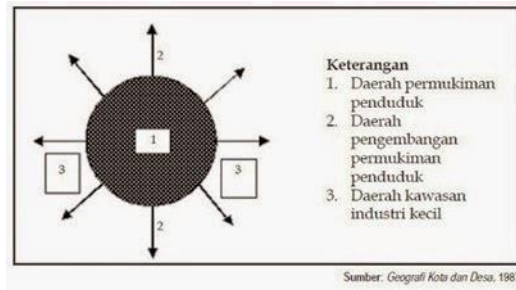 2
1
3
3
2
Keterangan
1. Daerah permukiman
penduduk
2. Daerah
pengembangan
permukiman
penduduk
3. Daerah kawasan
industri kecil
Sumber: Geografi Kota dan Desa, 198